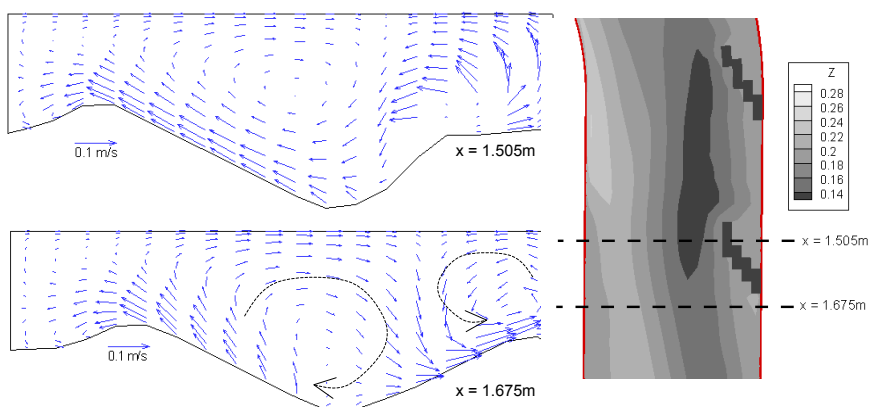 0.1 m/s
x = 1.505m
0.1 m/s
x = 1.675m
Z
0.28
0.26
0.24
0.22
0.2
0.18
0.16
0.14
x = 1.505m
x = 1.675m